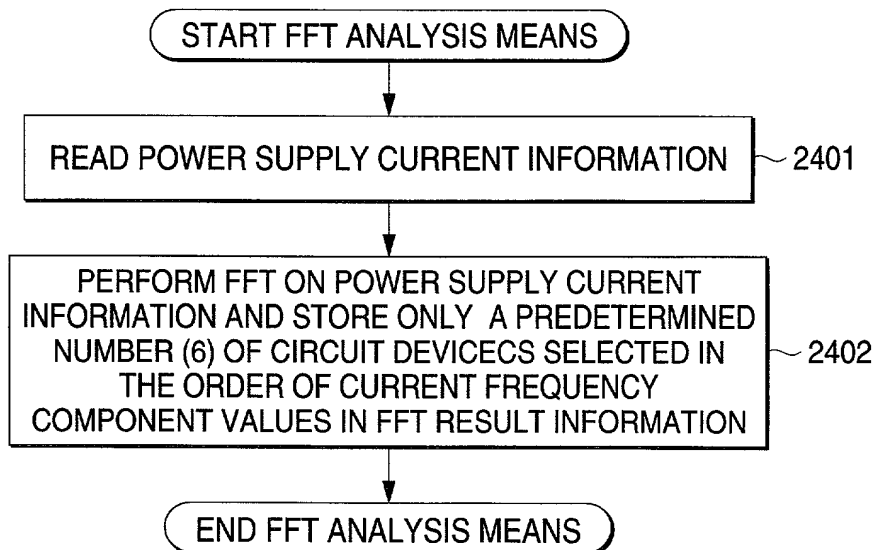 START FFT ANALYSIS MEANS
READ POWER SUPPLY CURRENT INFORMATION
2401
PERFORM FFT ON POWER SUPPLY CURRENT
INFORMATION AND STORE ONLY A PREDETERMINED
NUMBER (6) OF CIRCUIT DEVICECS SELECTED IN
THE ORDER OF CURRENT FREQUENCY
COMPONENT VALUES IN FFT RESULT INFORMATION
2402
END FFT ANALYSIS MEANS